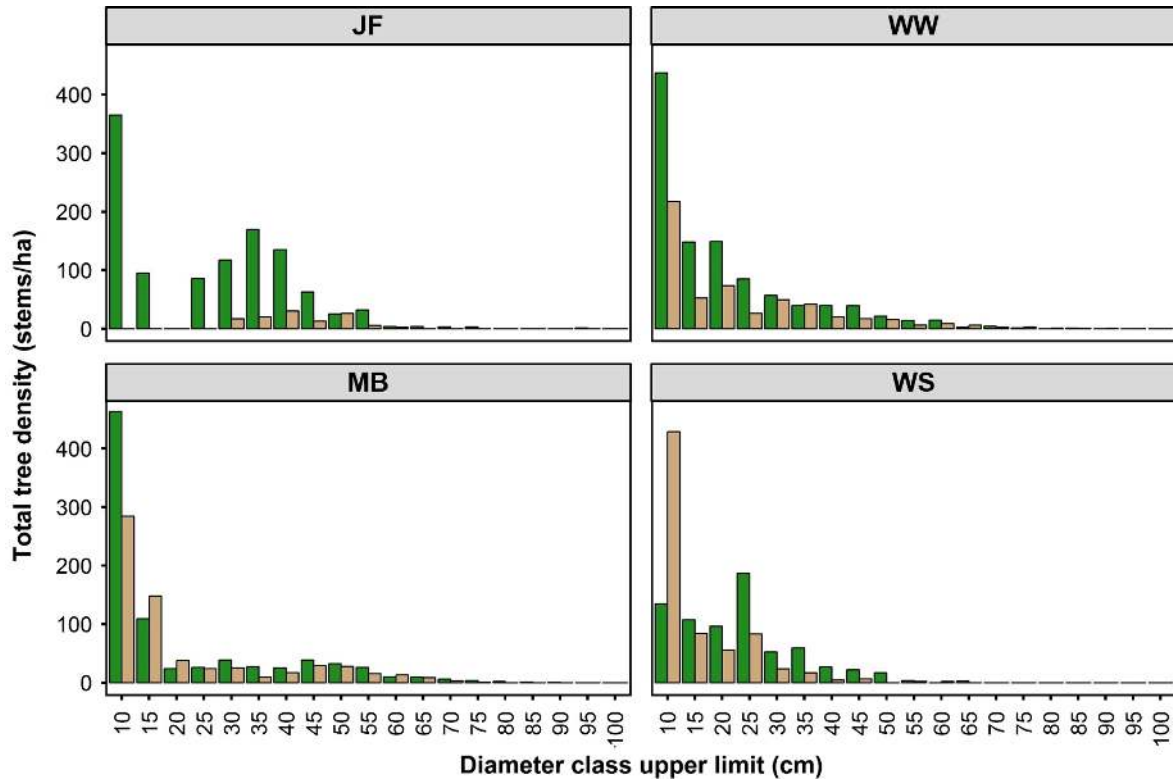 JF
WW
400
300
200
100
0
MB
WS
400
300
200
100
0
10 15 20 25 30 35 40 45 50 55 60 65 70 75 80 85 90 95 100
10 15 20 25 30 35 40 45 50 55 60 65 70 75 80 85 90 95 100
Diameter class upper limit (cm)
Total tree density (stems/ha)